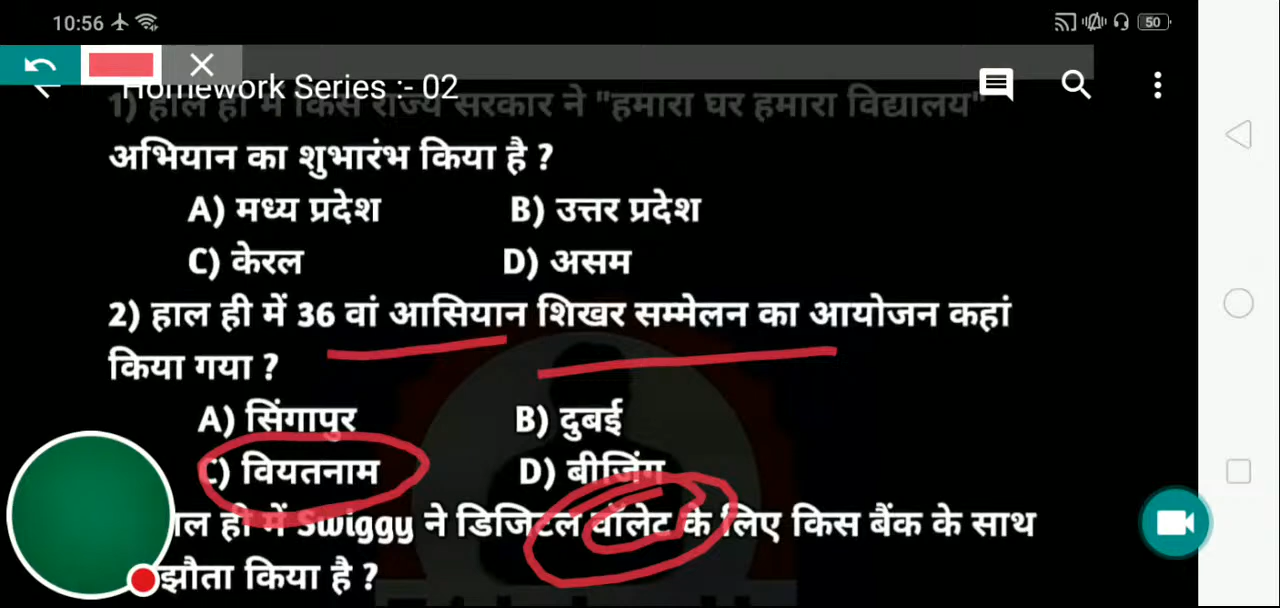 10:56
50
Homework Series :- 02
1) हाल ही में किस राज्य सरकार ने "हमारा घर हमारा विद्यालय"
अभियान का शुभारंभ किया है ?
A) मध्य प्रदेश B) उत्तर प्रदेश
C) केरल D) असम
2) हाल ही में 36 वां आसियान शिखर सम्मेलन का आयोजन कहां
किया गया ?
A) सिंगापुर B) दुबई
C) वियतनाम D) बीजिंग
ही में Swiggy ने डिजिटल वॉलेट के लिए किस बैंक के साथ
किया है ?